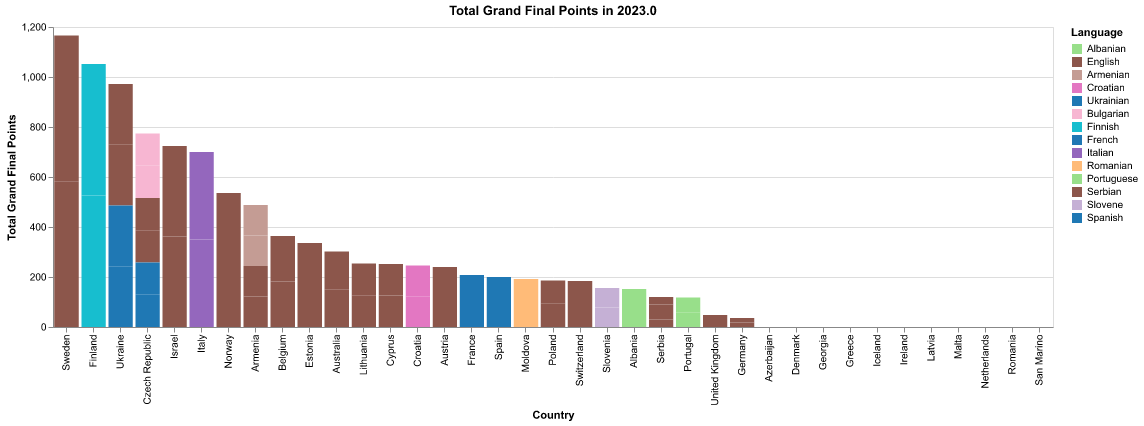 Total Grand Final Points in 2023.0
Total Grand Final Points
1,200
1,000
800
600
400
200
0
Sweden
Finland
Ukraine
Czech Republic
Israel
Italy
Norway
Armenia
Belgium
Estonia
Australia
Lithuania
Cyprus
Croatia
Austria
France
Spain
Moldova
Poland
Switzerland
Slovenia
Albania
Serbia
Portugal
United Kingdom
Germany
Azerbaijan
Denmark
Georgia
Greece
Iceland
Ireland
Latvia
Malta
Netherlands
Romania
San Marino
Country
Language
Albanian
English
Armenian
Croatian
Ukrainian
Bulgarian
Finnish
French
Italian
Romanian
Portuguese
Serbian
Slovene
Spanish